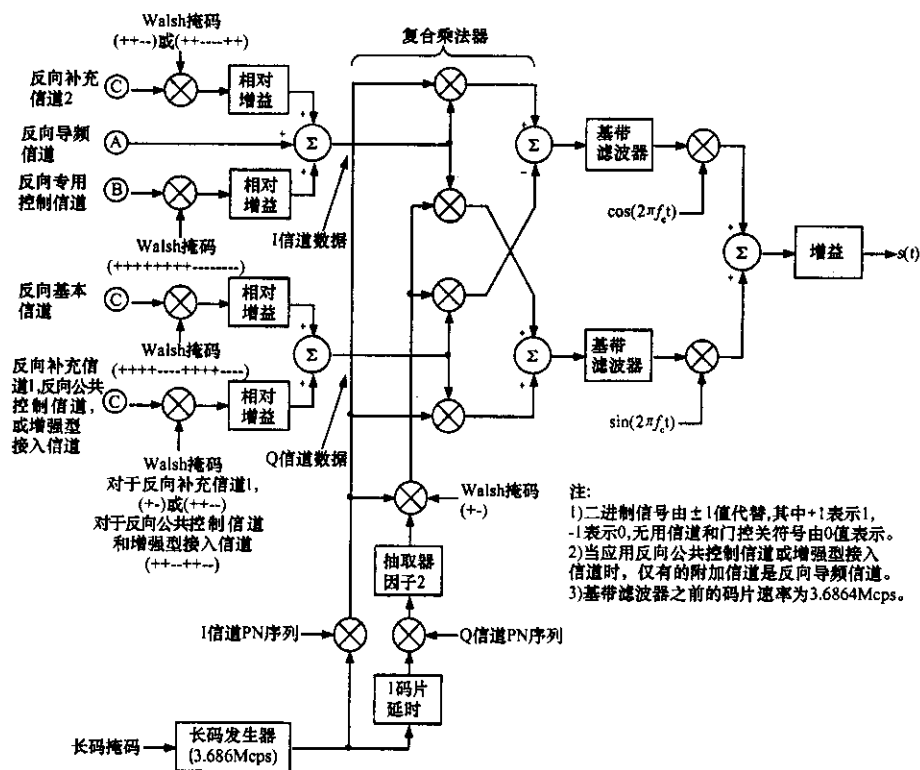 Walsh掩码
(++--)或(++----++)
复合乘法器
反向补充
信道2
C
相对
增益
反向导频
信道
A
Σ
基带
滤波器
反向专用
控制信道
B
相对
增益
cos(2πf_ct)
Walsh掩码
(++++++++--------)
I信道数据
Σ
增益
s(t)
反向基本
信道
C
相对
增益
Walsh掩码
(++++----++++----)
Σ
Σ
基带
滤波器
反向补充信
道1,反向公共
控制信道,
或增强型
接入信道
C
相对
增益
Q信道数据
sin(2πf_ct)
Walsh掩码
对于反向补充信道1,
(+-)或(++--)
对于反向公共控制信道
和增强型接入信道
(++--++--)
Walsh掩码
(+-)
注:
1)二进制信号由±1值代替,其中+1表示1,
-1表示0,无用信道和门控关符号由0值表示。
2)当应用反向公共控制信道或增强型接入
信道时，仅有的附加信道是反向导频信道。
3)基带滤波器之前的码片速率为3.6864Mcps。
抽取器
因子2
I信道PN序列
Q信道PN序列
1码片
延时
长码掩码
长码发生器
(3.686Mcps)